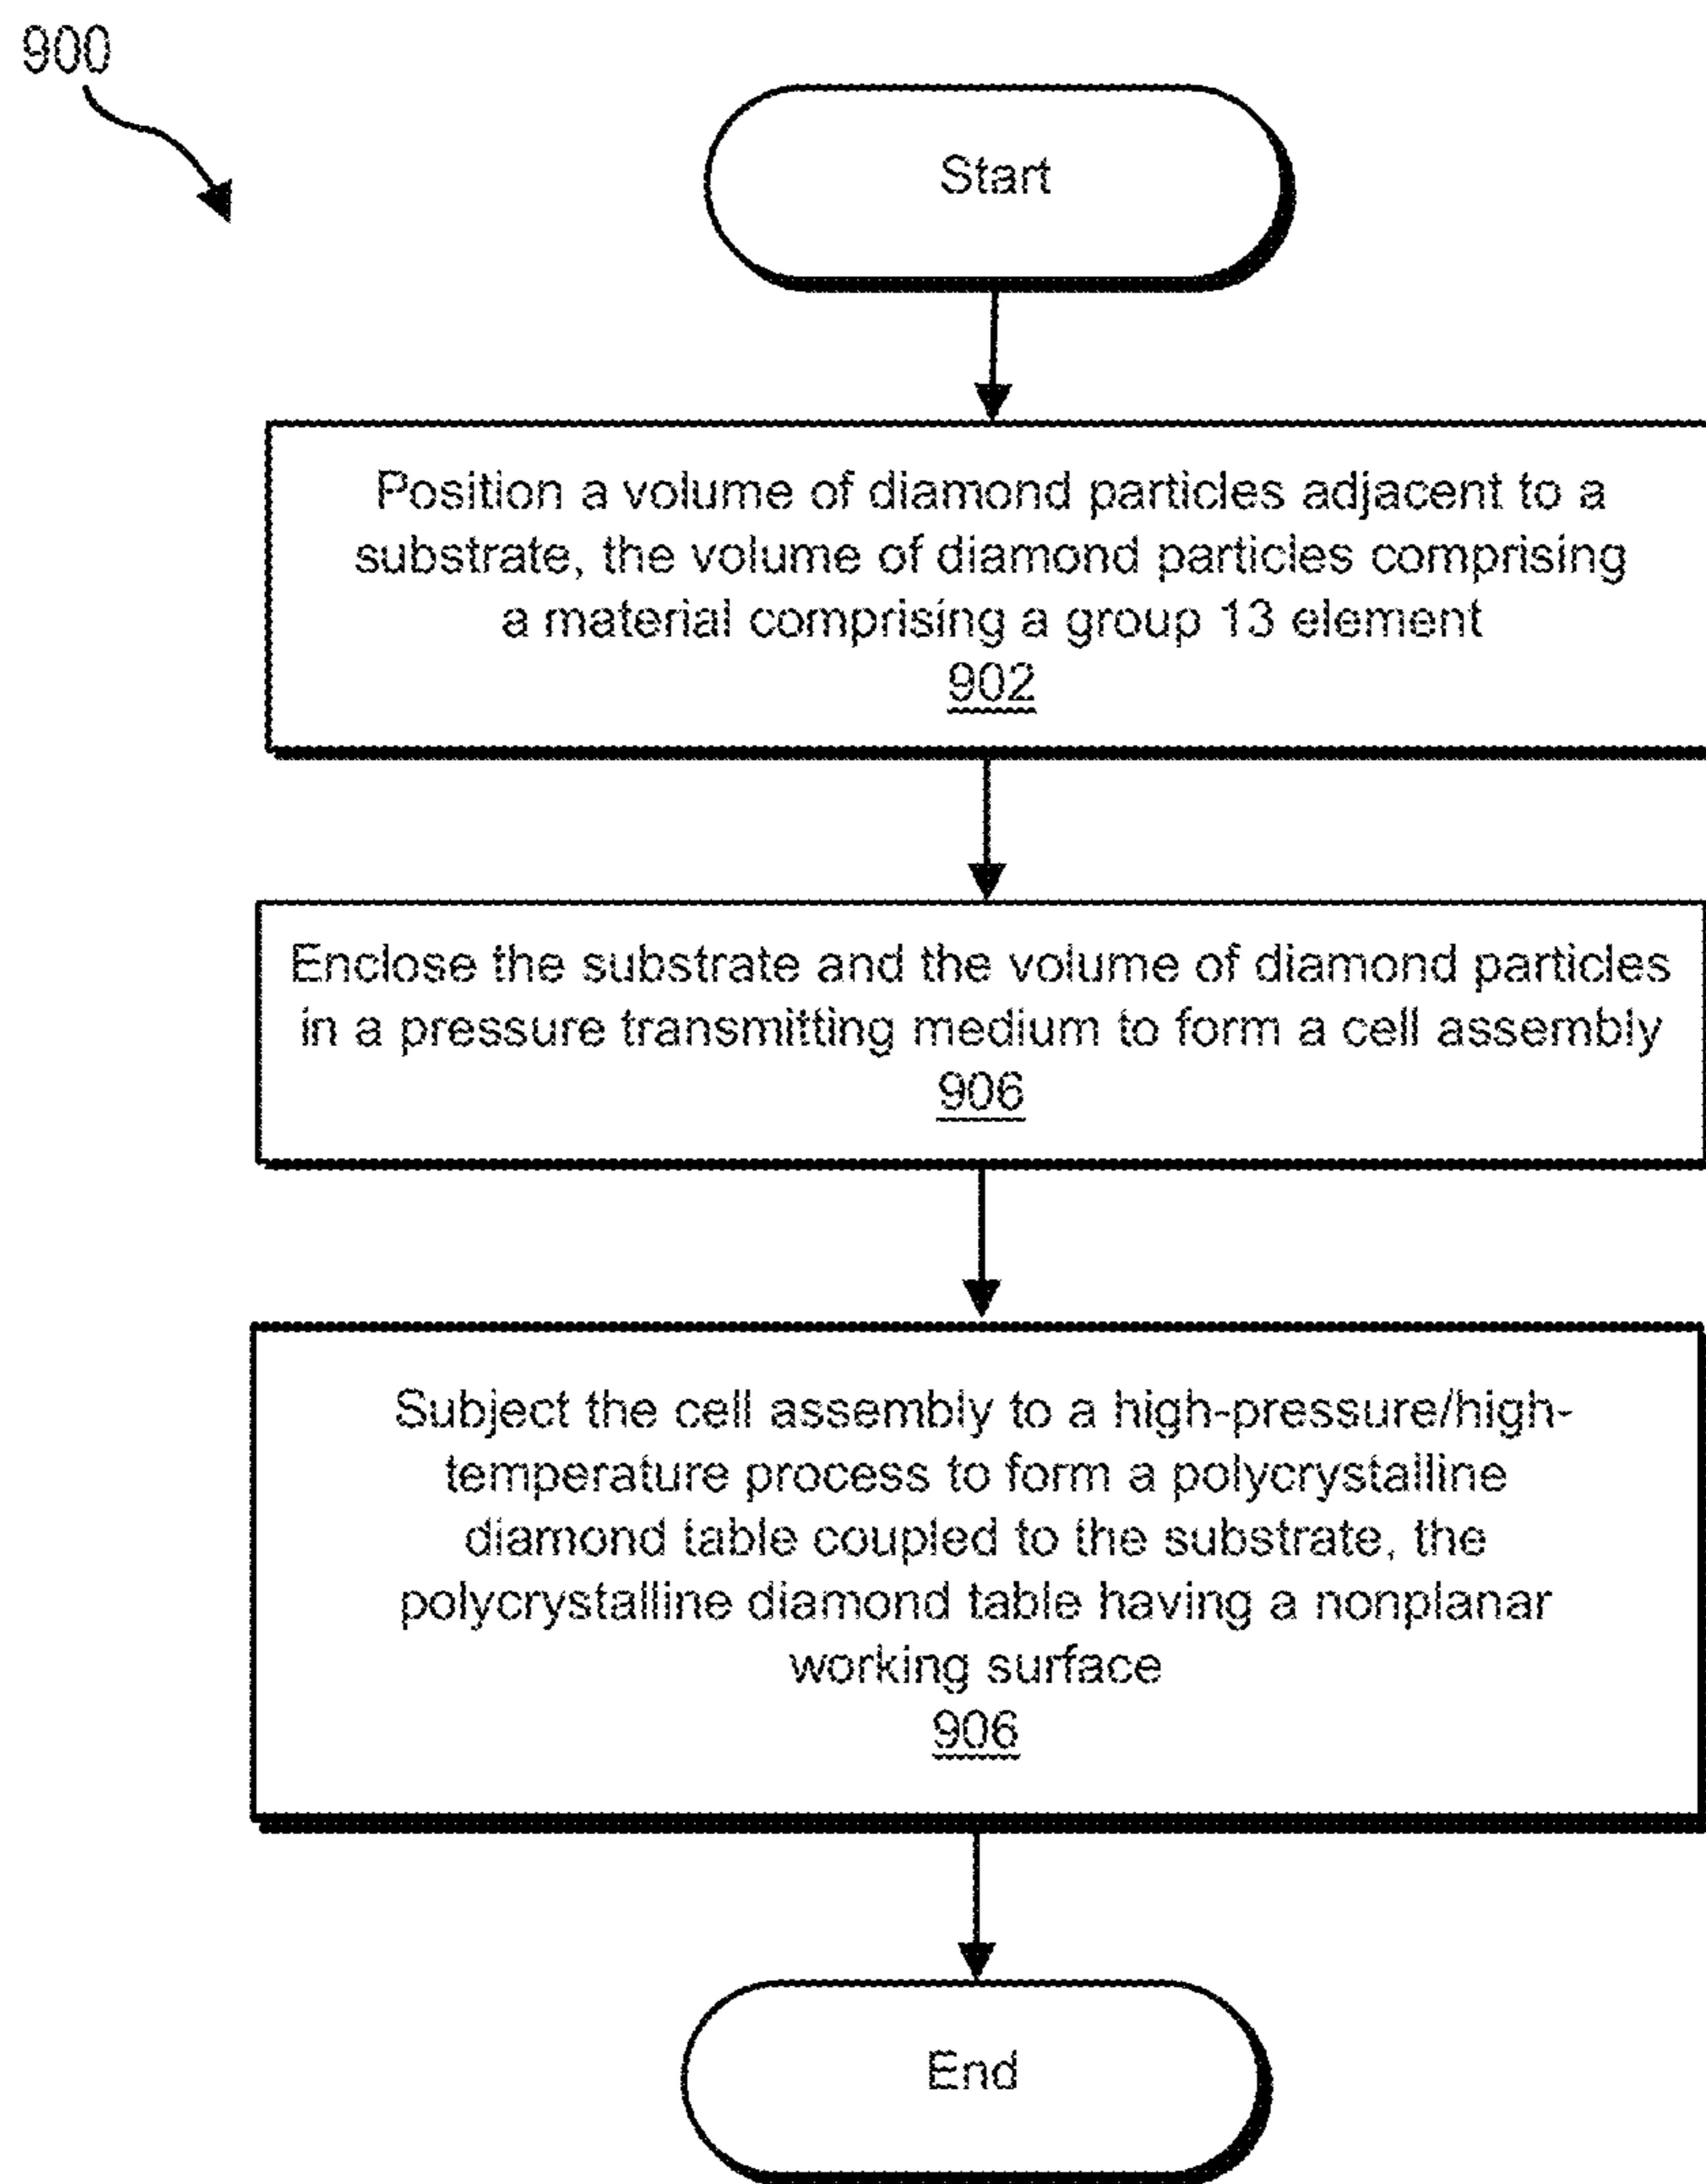 900
Start
Position a volume of diamond particles adjacent to a
substrate, the volume of diamond particles comprising
a material comprising a group 13 element
902
Enclose the substrate and the volume of diamond particles
in a pressure transmitting medium to form a cell assembly
906
Subject the cell assembly to a high-pressure/high-
temperature process to form a polycrystalline
diamond table coupled to the substrate, the
polycrystalline diamond table having a nonplanar
working surface
906
End